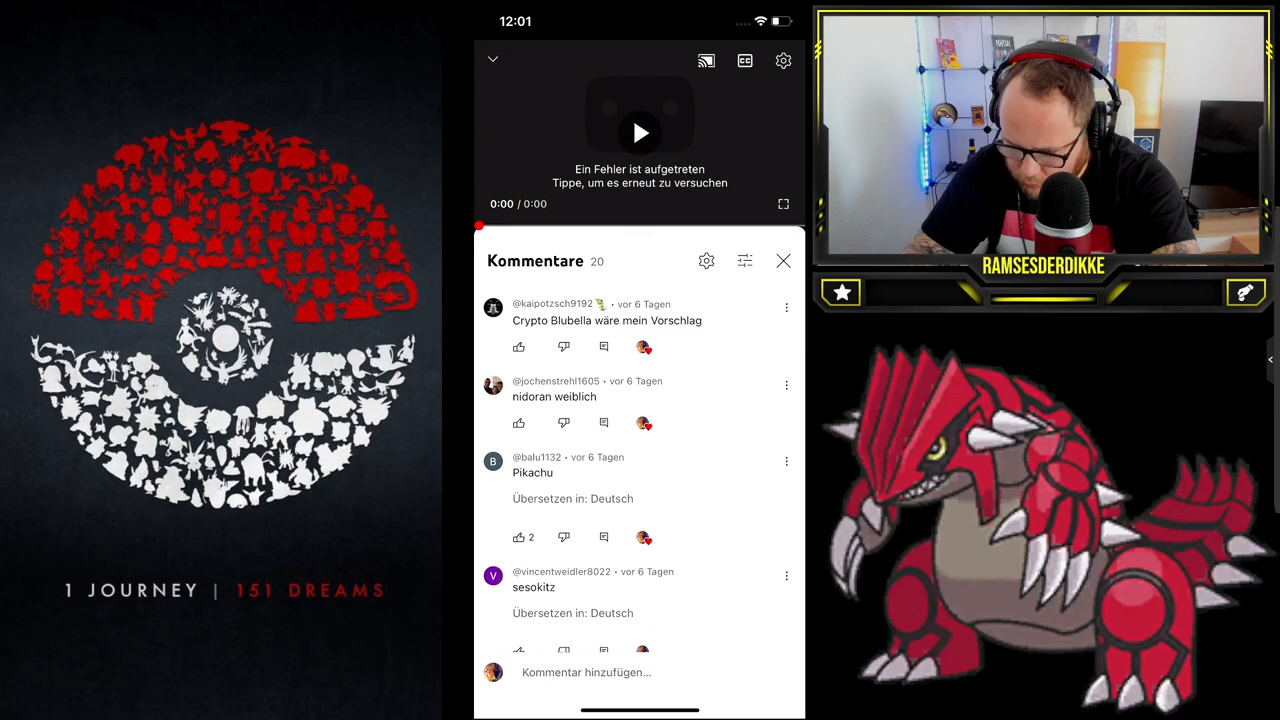 1 JOURNEY | 151 DREAMS
12:01
Ein Fehler ist aufgetreten
Tippe, um es erneut zu versuchen
0:00 / 0:00
Kommentare 20
@kaipotzsch9192 • vor 6 Tagen
Crypto Blubella wäre mein Vorschlag
@jochenstrehl1605 • vor 6 Tagen
nidoran weiblich
B @balu1132 • vor 6 Tagen
Pikachu
Übersetzen in: Deutsch
2
V @vincentweidler8022 • vor 6 Tagen
sesokitz
Übersetzen in: Deutsch
Kommentar hinzufügen...
CC
RAMSESDERDIKKE